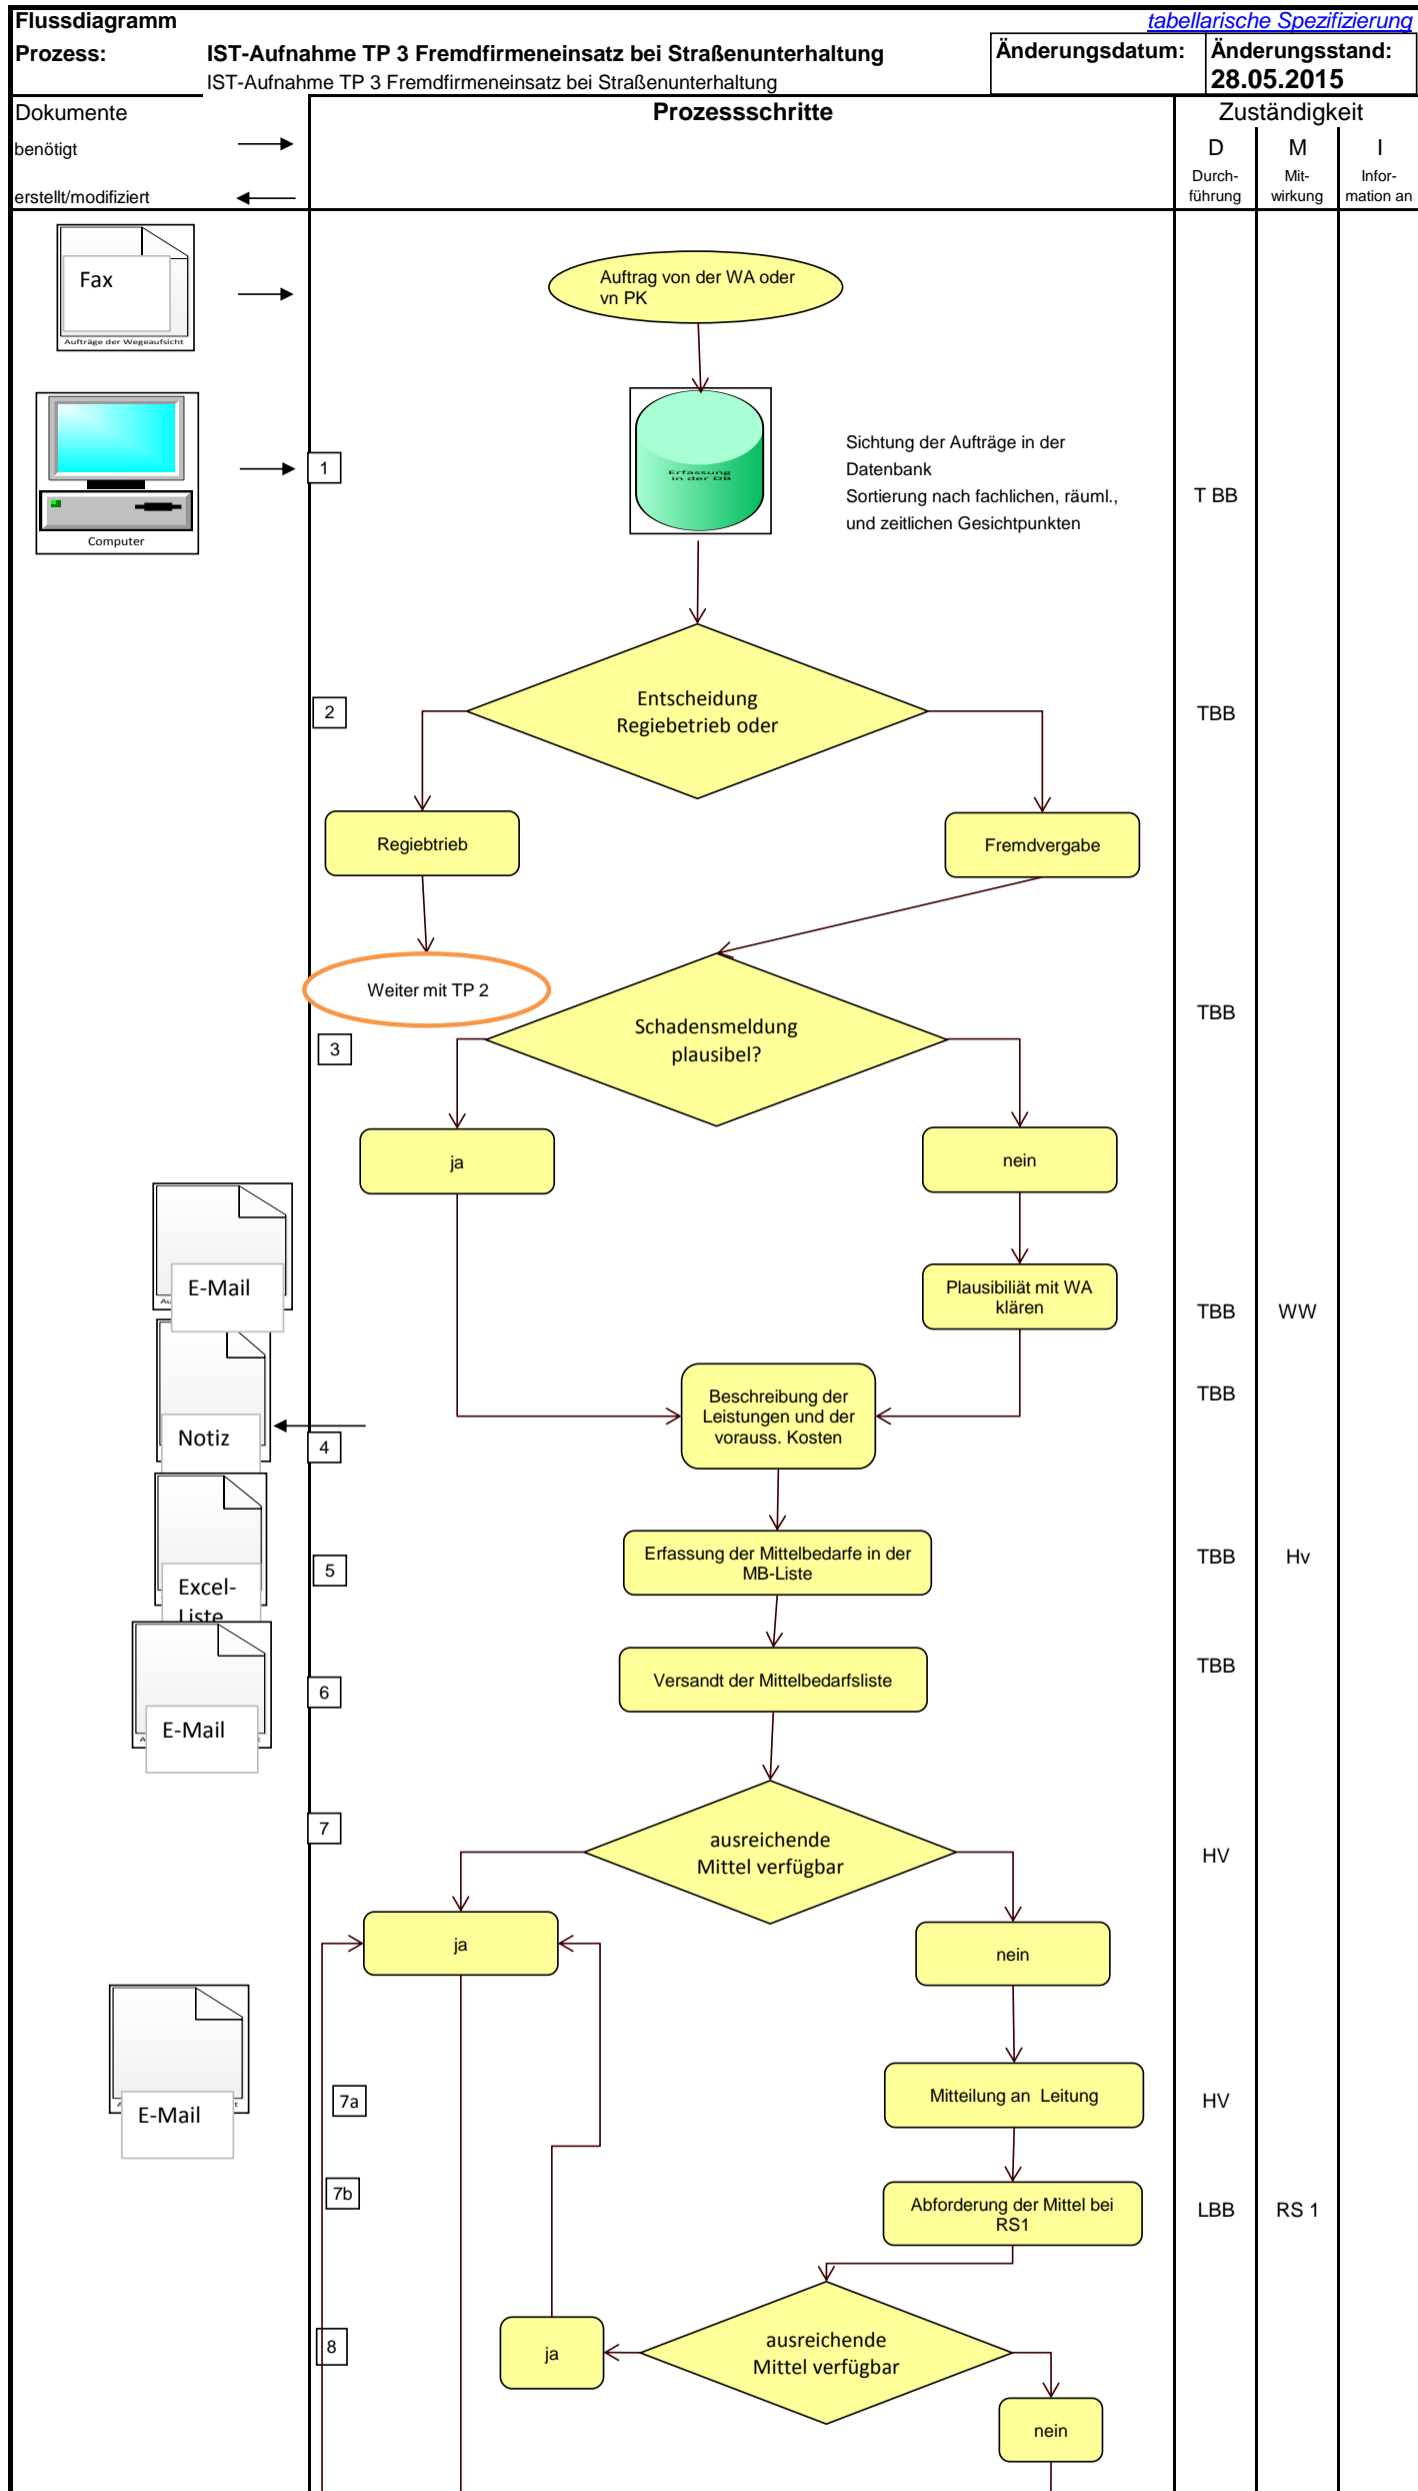 Flussdiagramm
tabellarische Spezifizierung
Prozess:
IST-Aufnahme TP 3 Fremdfirmeneinsatz bei Straßenunterhaltung
Änderungsdatum:
Änderungsstand:
IST-Aufnahme TP 3 Fremdfirmeneinsatz bei Straßenunterhaltung
28.05.2015
Dokumente
Prozessschritte
Zuständigkeit
benötigt
D
M
I
Durch-
führung
Mit-
wirkung
Infor-
mation an
erstellt/modifiziert
Fax
Aufträge der Wegeaufsicht
Auftrag von der WA oder
vn PK
Computer
1
Erfassung
in der DB
Sichtung der Aufträge in der
Datenbank
Sortierung nach fachlichen, räuml.,
und zeitlichen Gesichtpunkten
T BB
2
Entscheidung
Regiebetrieb oder
TBB
Regiebtrieb
Fremdvergabe
Weiter mit TP 2
3
Schadensmeldung
plausibel?
TBB
ja
nein
E-Mail
Plausibiliät mit WA
klären
TBB
WW
Notiz
4
Beschreibung der
Leistungen und der
vorauss. Kosten
TBB
Excel-
Liste
5
Erfassung der Mittelbedarfe in der
MB-Liste
TBB
Hv
E-Mail
6
Versandt der Mittelbedarfsliste
TBB
7
ausreichende
Mittel verfügbar
HV
ja
nein
E-Mail
7a
Mitteilung an  Leitung
HV
7b
Abforderung der Mittel bei
RS1
LBB
RS 1
8
ja
ausreichende
Mittel verfügbar
nein